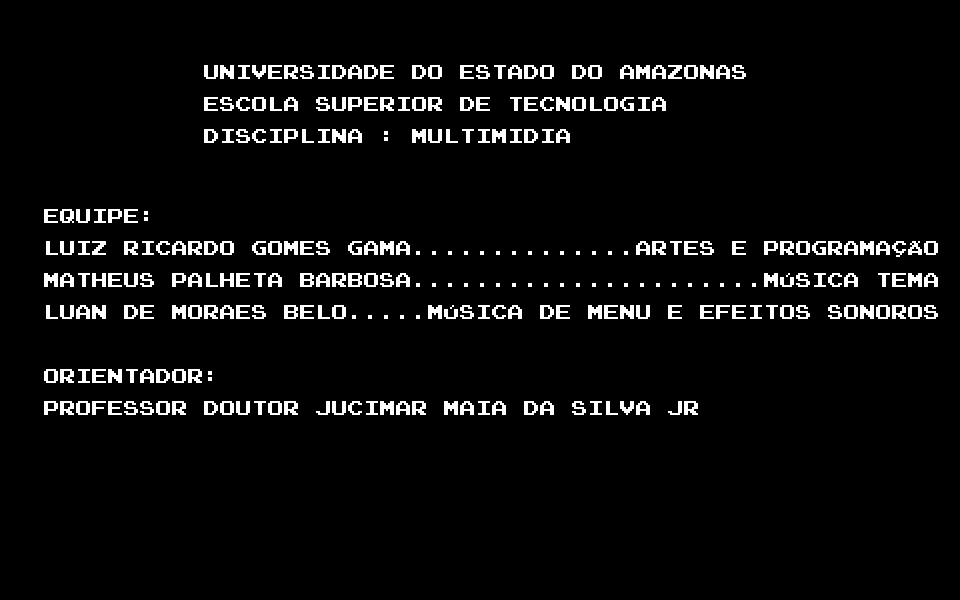 UNIVERSIDADE DO ESTADO DO AMAZONAS
ESCOLA SUPERIOR DE TECNOLOGIA
DISCIPLINA : MULTIMIDIA
EQUIPE:
LUIZ RICARDO GOMES GAMA..............ARTES E PROGRAMAÇÃO
MATHEUS PALHETA BARBOSA......................MÚSICA TEMA
LUAN DE MORAES BELO.....MÚSICA DE MENU E EFEITOS SONOROS
ORIENTADOR:
PROFESSOR DOUTOR JUCIMAR MAIA DA SILVA JR